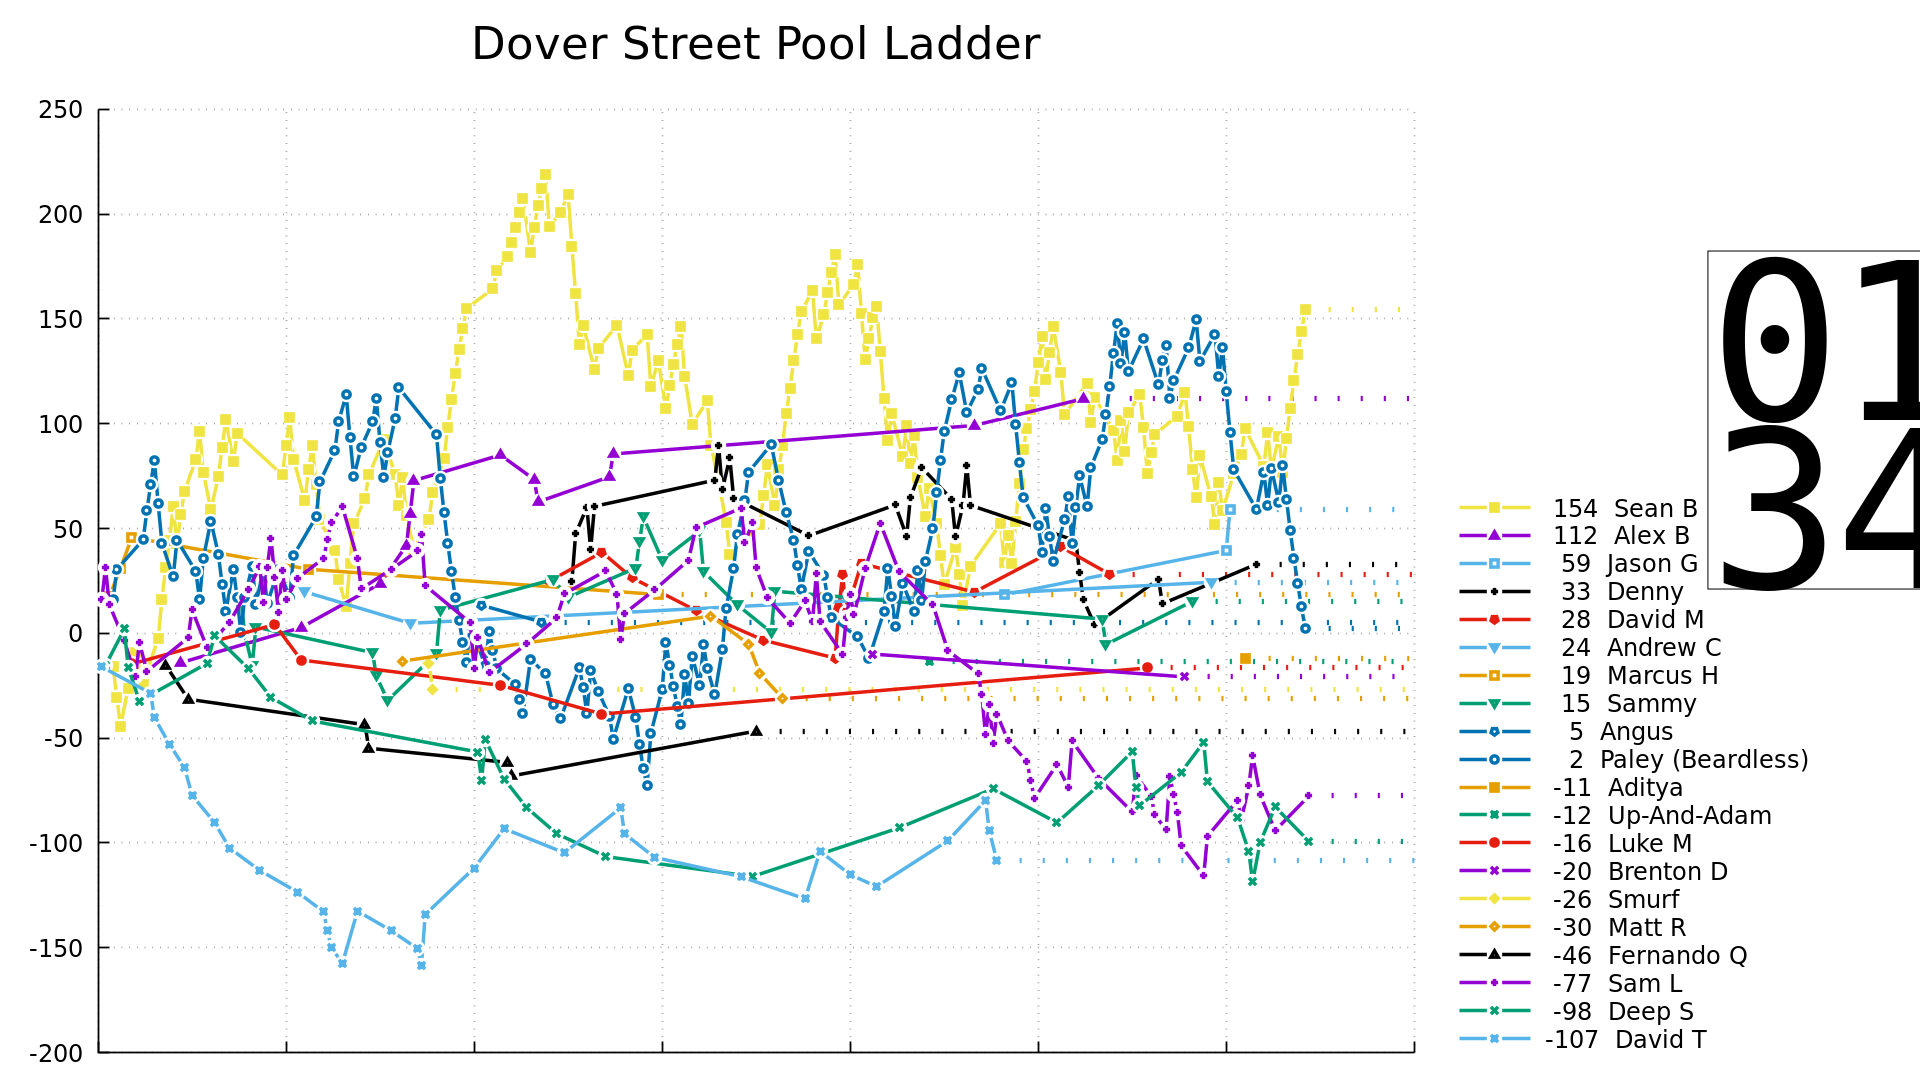 Dover Street Pool Ladder
250
200
150
100
50
0
-50
-100
-150
-200
154 Sean B
112 Alex B
59 Jason G
33 Denny
28 David M
24 Andrew C
19 Marcus H
15 Sammy
5 Angus
2 Paley (Beardless)
-11 Aditya
-12 Up-And-Adam
-16 Luke M
-20 Brenton D
-26 Smurf
-30 Matt R
-46 Fernando Q
-77 Sam L
-98 Deep S
-107 David T
01
34